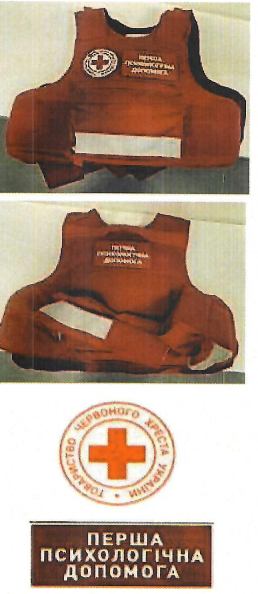 ПЕРША
ПСИХОЛОГІЧНА
ДОПОМОГА
ПЕРША
ПСИХОЛОГІЧНА
ДОПОМОГА
ТОВАРИСТВО ЧЕРВОНОГО ХРЕСТА УКРАЇНИ
ПЕРША
ПСИХОЛОГІЧНА
ДОПОМОГА